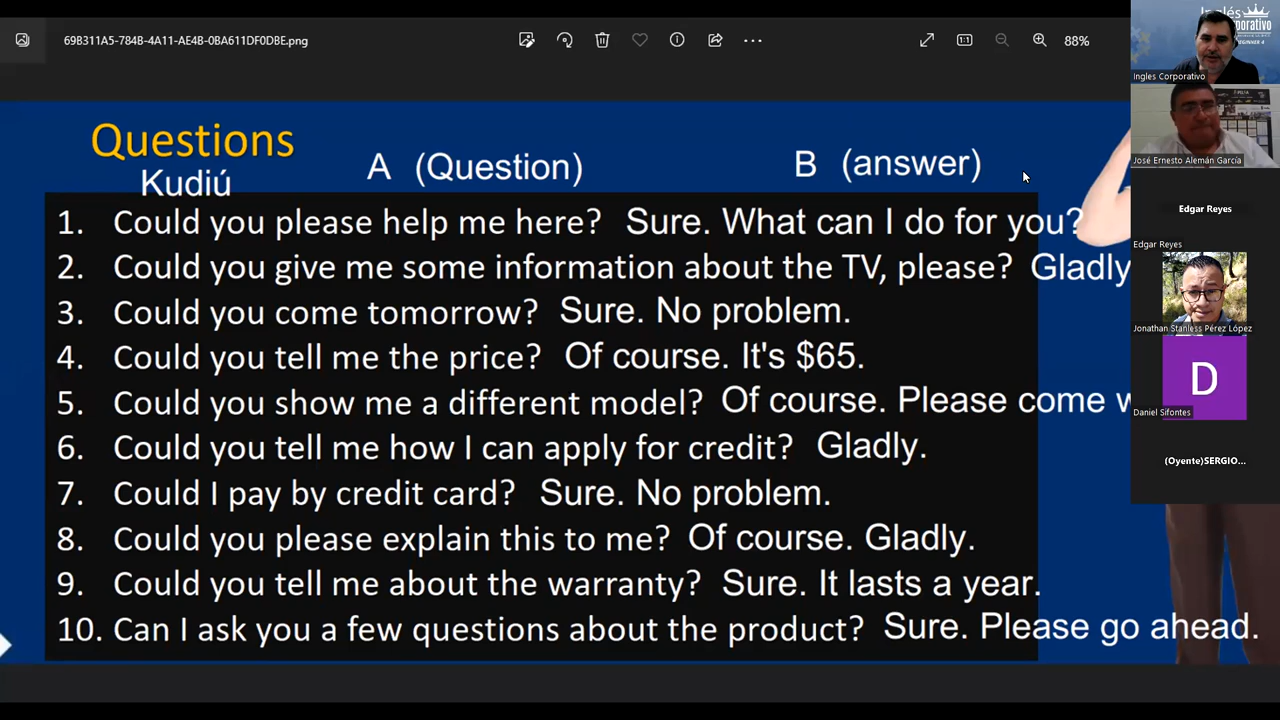 69B311A5-784B-4A11-AE4B-0BA611DF0DBE.png
88%
Questions
Kudiú
A (Question)
B (answer)
1. Could you please help me here? Sure. What can I do for you?
2. Could you give me some information about the TV, please? Gladly
3. Could you come tomorrow? Sure. No problem.
4. Could you tell me the price? Of course. It's $65.
5. Could you show me a different model? Of course. Please come
6. Could you tell me how I can apply for credit? Gladly.
7. Could I pay by credit card? Sure. No problem.
8. Could you please explain this to me? Of course. Gladly.
9. Could you tell me about the warranty? Sure. It lasts a year.
10. Can I ask you a few questions about the product? Sure. Please go ahead.
Ingles Corporativo
José Ernesto Alemán García
Edgar Reyes
Edgar Reyes
Jonathan Stanless Pérez López
D
Daniel Sifontes
(Oyente)SERGIO...